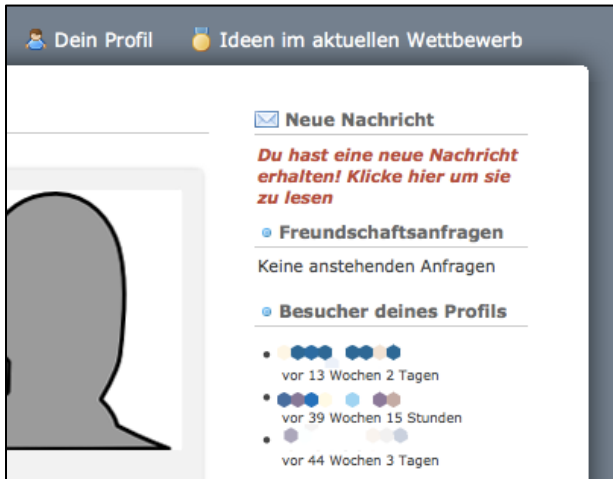 Dein Profil Ideen im aktuellen Wettbewerb
Neue Nachricht
Du hast eine neue Nachricht
erhalten! Klicke hier um sie
zu lesen
Freundschaftsanfragen
Keine anstehenden Anfragen
Besucher deines Profils
vor 13 Wochen 2 Tagen
vor 39 Wochen 15 Stunden
vor 44 Wochen 3 Tagen